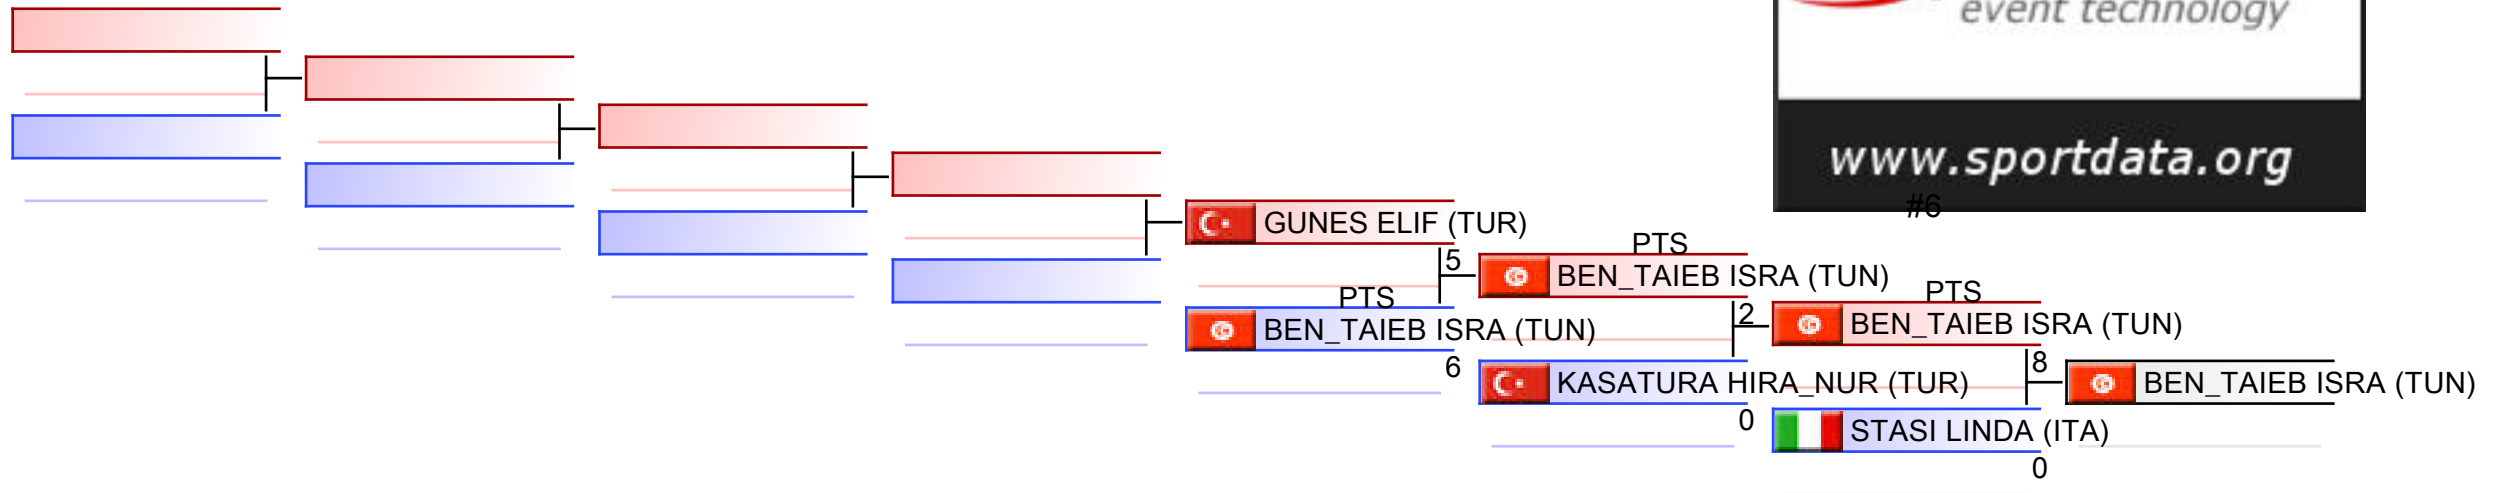 event technology
www.sportdata.org
#6
GUNES ELIF (TUR)
5
PTS
BEN_TAIEB ISRA (TUN)
6
PTS
BEN_TAIEB ISRA (TUN)
2
KASATURA HIRA_NUR (TUR)
0
PTS
BEN_TAIEB ISRA (TUN)
8
STASI LINDA (ITA)
0
BEN_TAIEB ISRA (TUN)